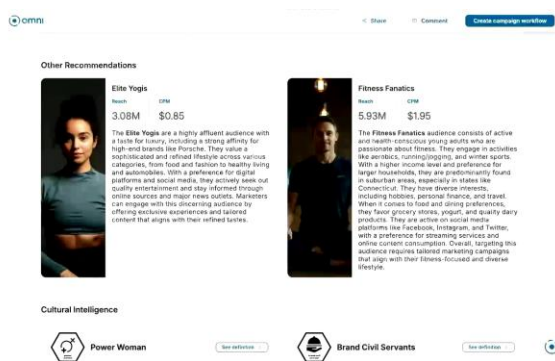 omni
Share
Comment
Create campaign workflow
Other Recommendations
Elite Yogis
Reach CPM
3.08M $0.85
The Elite Yogis are a highly affluent audience with
a taste for luxury, including a strong affinity for
high-end brands like Porsche. They value a
sophisticated and refined lifestyle across various
categories, from food and fashion to healthy living
and automobiles. With a preference for digital
platforms and social media, they actively seek out
quality entertainment and stay informed through
online sources and major news outlets. Marketers
can engage with this discerning audience by
offering exclusive experiences and tailored
content that aligns with their refined tastes.
Fitness Fanatics
Reach CPM
5.93M $1.95
The Fitness Fanatics audience consists of active
and health-conscious young adults who are
passionate about fitness. They engage in activities
like aerobics, running/jogging, and winter sports.
With a higher income level and preference for
larger households, they are predominantly found
in suburban areas, especially in states like
Connecticut. They have diverse interests,
including hobbies, personal finance, and travel.
When it comes to food and dining preferences,
they favor grocery stores, yogurt, and quality dairy
products. They are active on social media
platforms like Facebook, Instagram, and Twitter,
with a preference for streaming services and
online content consumption. Overall, targeting this
audience requires tailored marketing campaigns
that align with their fitness-focused and diverse
lifestyle.
Cultural Intelligence
Power Woman
See definition
Brand Civil Servants
See definition